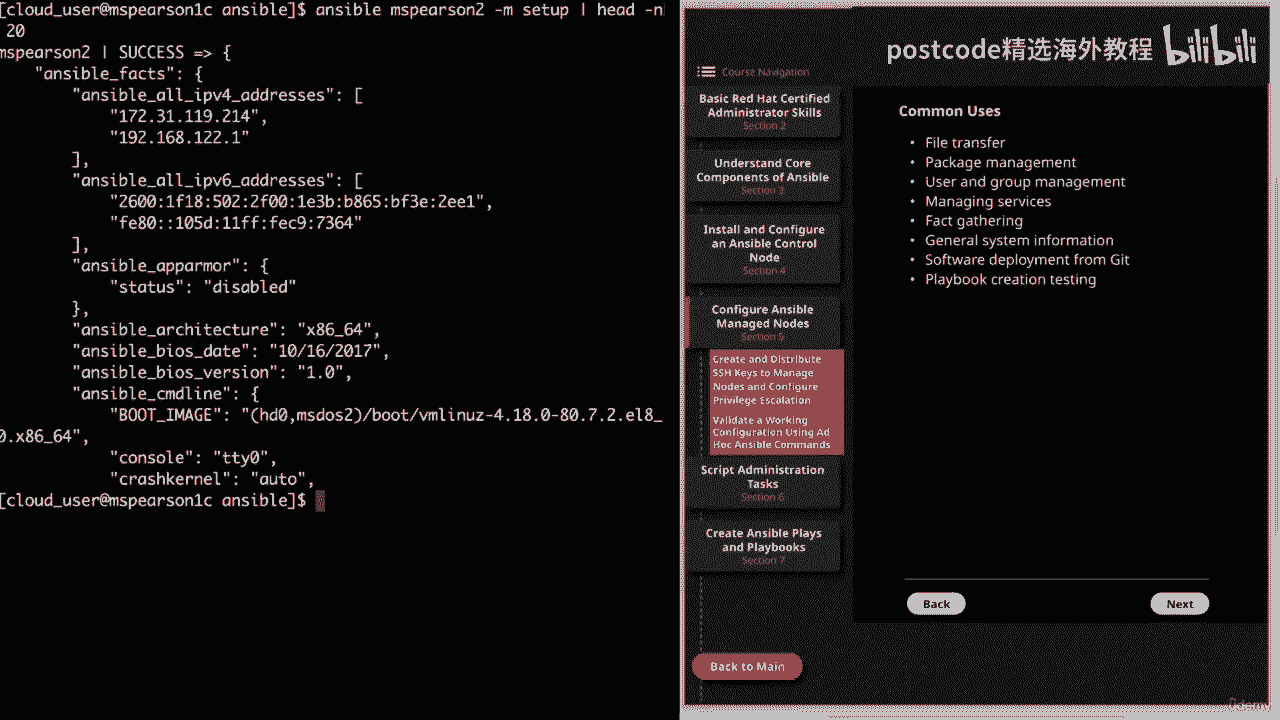 [cloud_user@mspearson1c ansible]$ ansible mspearson2 -m setup | head -n
20
mspearson2 | SUCCESS => {
"ansible_facts": {
"ansible_all_ipv4_addresses": [
"172.31.119.214",
"192.168.122.1"
],
"ansible_all_ipv6_addresses": [
"2600:1f18:502:2f00:1e3b:b865:bf3e:2ee1",
"fe80::105d:11ff:fec9:7364"
],
"ansible_apparmor": {
"status": "disabled"
},
"ansible_architecture": "x86_64",
"ansible_bios_date": "10/16/2017",
"ansible_bios_version": "1.0",
"ansible_cmdline": {
"BOOT_IMAGE": "(hd0,msdos2)/boot/vmlinuz-4.18.0-80.7.2.el8_
0.x86_64",
"console": "tty0",
"crashkernel": "auto",
[cloud_user@mspearson1c ansible]$
postcode精选海外教程 bilibili
Course Navigation
Basic Red Hat Certified
Administrator Skills
Section 2
Understand Core
Components of Ansible
Section 3
Install and Configure
an Ansible Control
Node
Section 4
Configure Ansible
Managed Nodes
Section 5
Create and Distribute
SSH Keys to Manage
Nodes and Configure
Privilege Escalation
Validate a Working
Configuration Using Ad
Hoc Ansible Commands
Script Administration
Tasks
Section 6
Create Ansible Plays
and Playbooks
Section 7
Back to Main
Common Uses
• File transfer
• Package management
• User and group management
• Managing services
• Fact gathering
• General system information
• Software deployment from Git
• Playbook creation testing
Back
Next